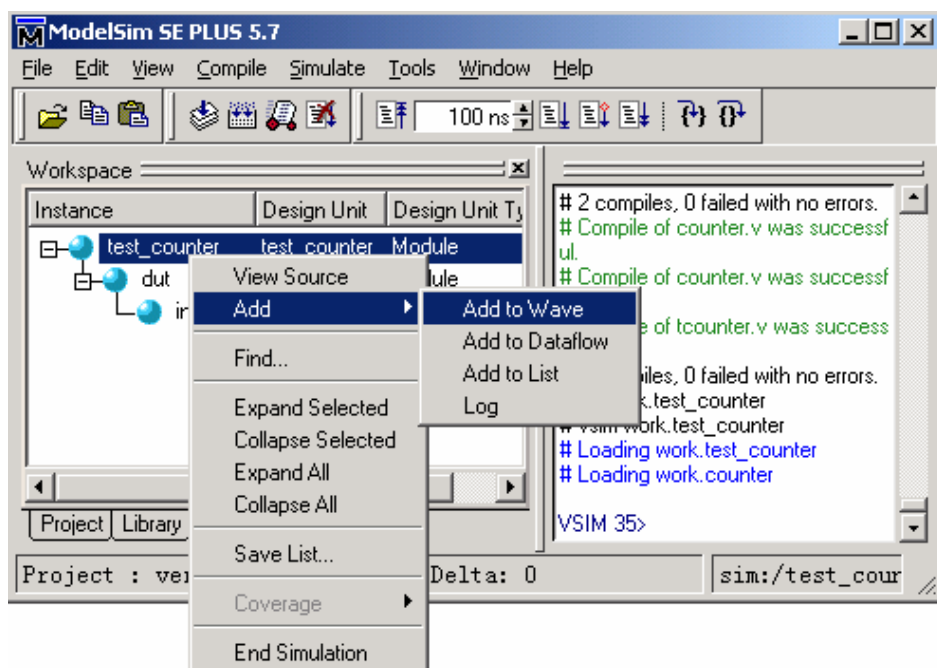 ModelSim SE PLUS 5.7
File Edit View Compile Simulate Tools Window Help
100 ns
Workspace
Instance Design Unit Design Unit Ty
test_counter test_counter Module
dut
View Source
Add
Find...
Expand Selected
Collapse Selected
Expand All
Collapse All
Save List...
Coverage
End Simulation
Add to Wave
Add to Dataflow
Add to List
Log
Project Library
# 2 compiles, 0 failed with no errors.
# Compile of counter.v was successf
ul.
# Compile of counter.v was successf
e of tcounter.v was success
iles, 0 failed with no errors.
k.test_counter
# vsim work.test_counter
# Loading work.test_counter
# Loading work.counter
VSIM 35>
Project : ver Delta: 0 sim:/test_cour